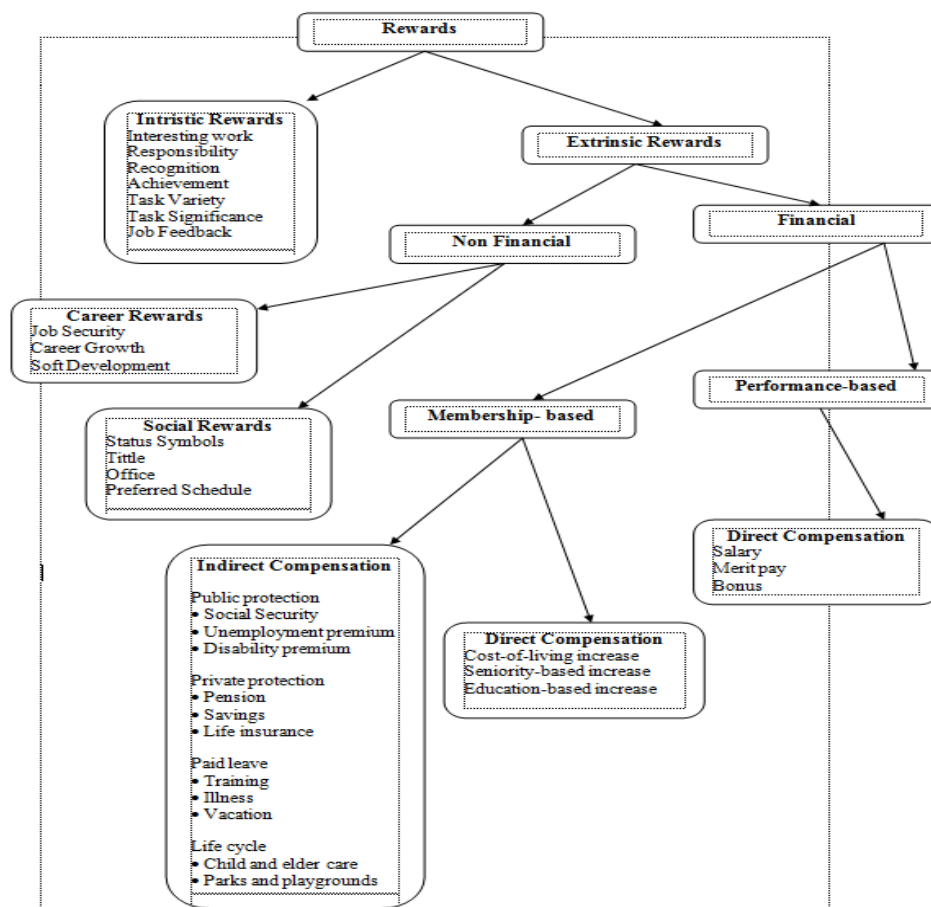 Rewards
Intristic Rewards
Interesting work
Responsibility
Recognition
Achievement
Task Variety
Task Significance
Job Feedback
Extrinsic Rewards
Non Financial
Financial
Career Rewards
Job Security
Career Growth
Soft Development
Social Rewards
Status Symbols
Tittle
Office
Preferred Schedule
Membership- based
Performance-based
Indirect Compensation
Public protection
• Social Security
• Unemployment premium
• Disability premium
Private protection
• Pension
• Savings
• Life insurance
Paid leave
• Training
• Illness
• Vacation
Life cycle
• Child and elder care
• Parks and playgrounds
Direct Compensation
Cost-of-living increase
Seniority-based increase
Education-based increase
Direct Compensation
Salary
Merit pay
Bonus